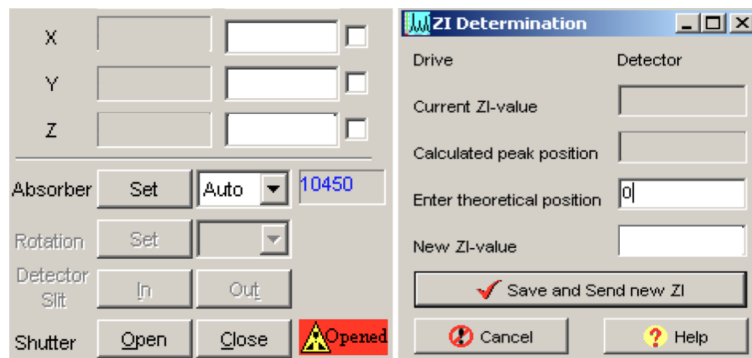 X
Y
Z
Absorber Set Auto 10450
Rotation Set
Detector Slit In Out
Shutter Open Close Opened
ZI Determination
Drive Detector
Current ZI-value
Calculated peak position
Enter theoretical position 0
New ZI-value
Save and Send new ZI
Cancel Help